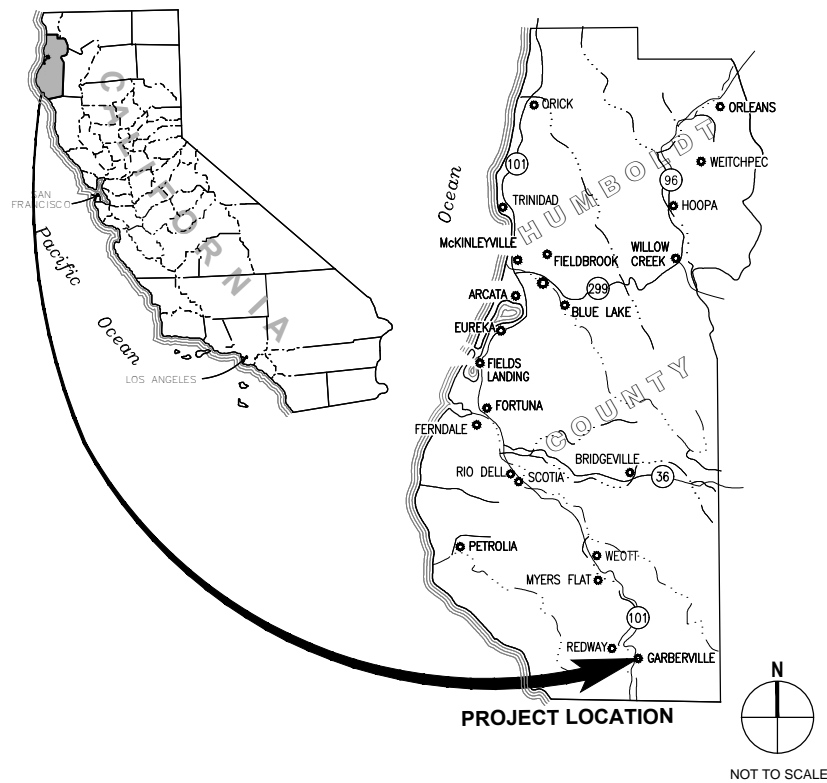 CALIFORNIA
SAN
FRANCISCO
Pacific
Ocean
LOS ANGELES
Ocean
HUMBOLDT
COUNTY
ORICK
ORLEANS
101
WEITCHPEC
96
TRINIDAD
HOOPA
McKINLEYVILLE
FIELDBROOK
WILLOW
CREEK
299
ARCATA
BLUE LAKE
EUREKA
FIELDS
LANDING
FORTUNA
FERNDALE
BRIDGEVILLE
RIO DELL
SCOTIA
36
PETROLIA
WEOTT
MYERS FLAT
101
REDWAY
GARBERVILLE
PROJECT LOCATION
N
NOT TO SCALE